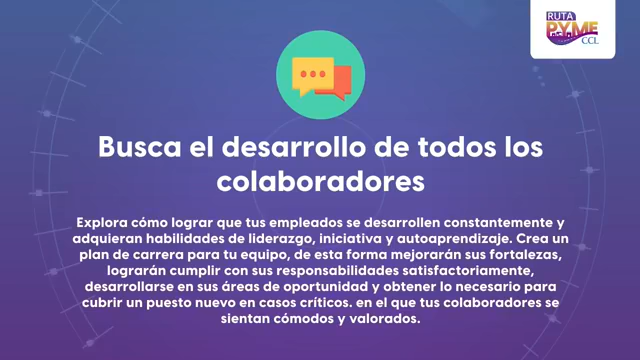 RUTA
PYME
CCL
Busca el desarrollo de todos los
colaboradores
Explora cómo lograr que tus empleados se desarrollen constantemente y
adquieran habilidades de liderazgo, iniciativa y autoaprendizaje. Crea un
plan de carrera para tu equipo, de esta forma mejorarán sus fortalezas,
lograrán cumplir con sus responsabilidades satisfactoriamente,
desarrollarse en sus áreas de oportunidad y obtener lo necesario para
cubrir un puesto nuevo en casos críticos. en el que tus colaboradores se
sientan cómodos y valorados.